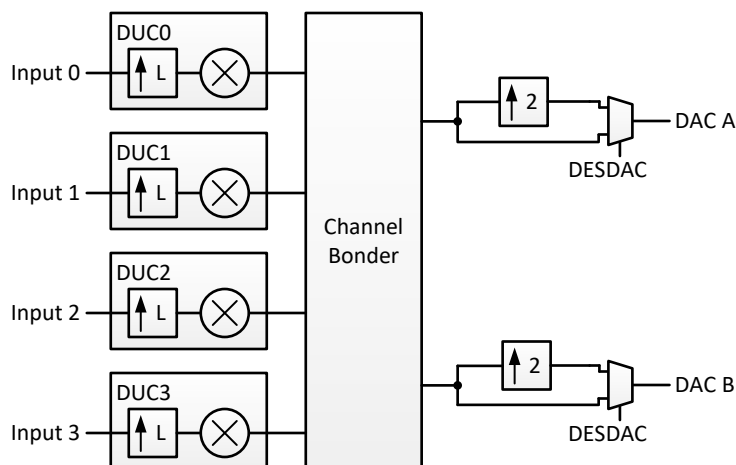 DUC0
Input 0
L
2
DAC A
DESDAC
DUC1
Input 1
L
Channel
Bonder
DUC2
Input 2
L
2
DAC B
DESDAC
DUC3
Input 3
L